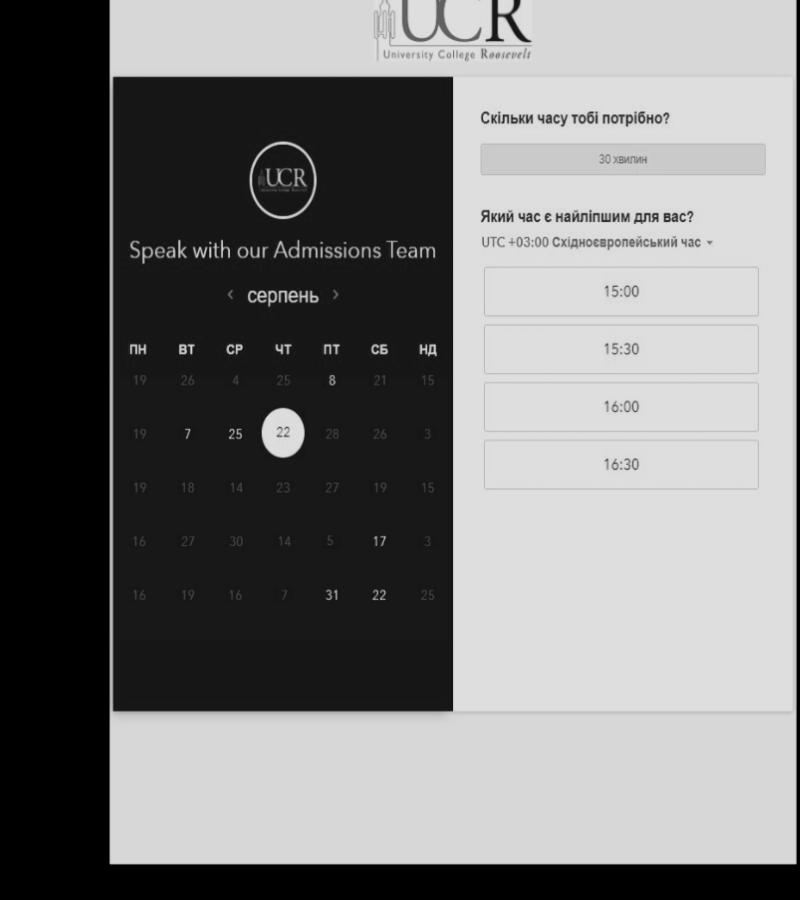 UCR
University College Roosevelt
UCR
Speak with our Admissions Team
‹ серпень ›
ПН ВТ СР ЧТ ПТ СБ НД
19 26 4 25 8 21 15
19 7 25 22 28 26 3
19 18 14 23 27 19 15
16 27 30 14 5 17 3
16 19 16 7 31 22 25
Скільки часу тобі потрібно?
30 хвилин
Який час є найліпшим для вас?
UTC +03:00 Східноєвропейський час
15:00
15:30
16:00
16:30